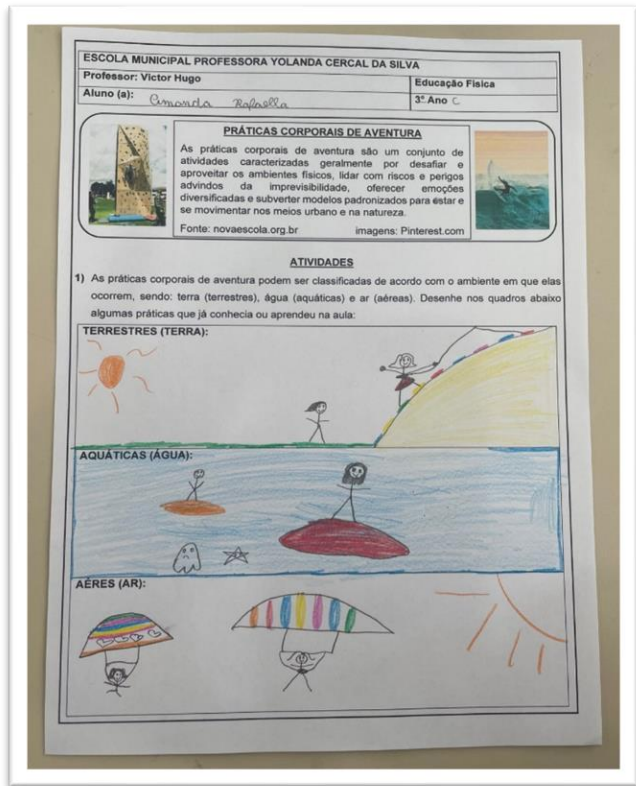 ESCOLA MUNICIPAL PROFESSORA YOLANDA CERCAL DA SILVA
Professor: Victor Hugo
Educação Física
Aluno (a): Amanda Rafaella
3º Ano C
PRÁTICAS CORPORAIS DE AVENTURA
As práticas corporais de aventura são um conjunto de
atividades caracterizadas geralmente por desafiar e
aproveitar os ambientes físicos, lidar com riscos e perigos
advindos da imprevisibilidade, oferecer emoções
diversificadas e subverter modelos padronizados para estar e
se movimentar nos meios urbano e na natureza.
Fonte: novaescola.org.br imagens: Pinterest.com
ATIVIDADES
1) As práticas corporais de aventura podem ser classificadas de acordo com o ambiente em que elas
ocorrem, sendo: terra (terrestres), água (aquáticas) e ar (aéreas). Desenhe nos quadros abaixo
algumas práticas que já conhecia ou aprendeu na aula:
TERRESTRES (TERRA):
AQUÁTICAS (ÁGUA):
AÉRES (AR):